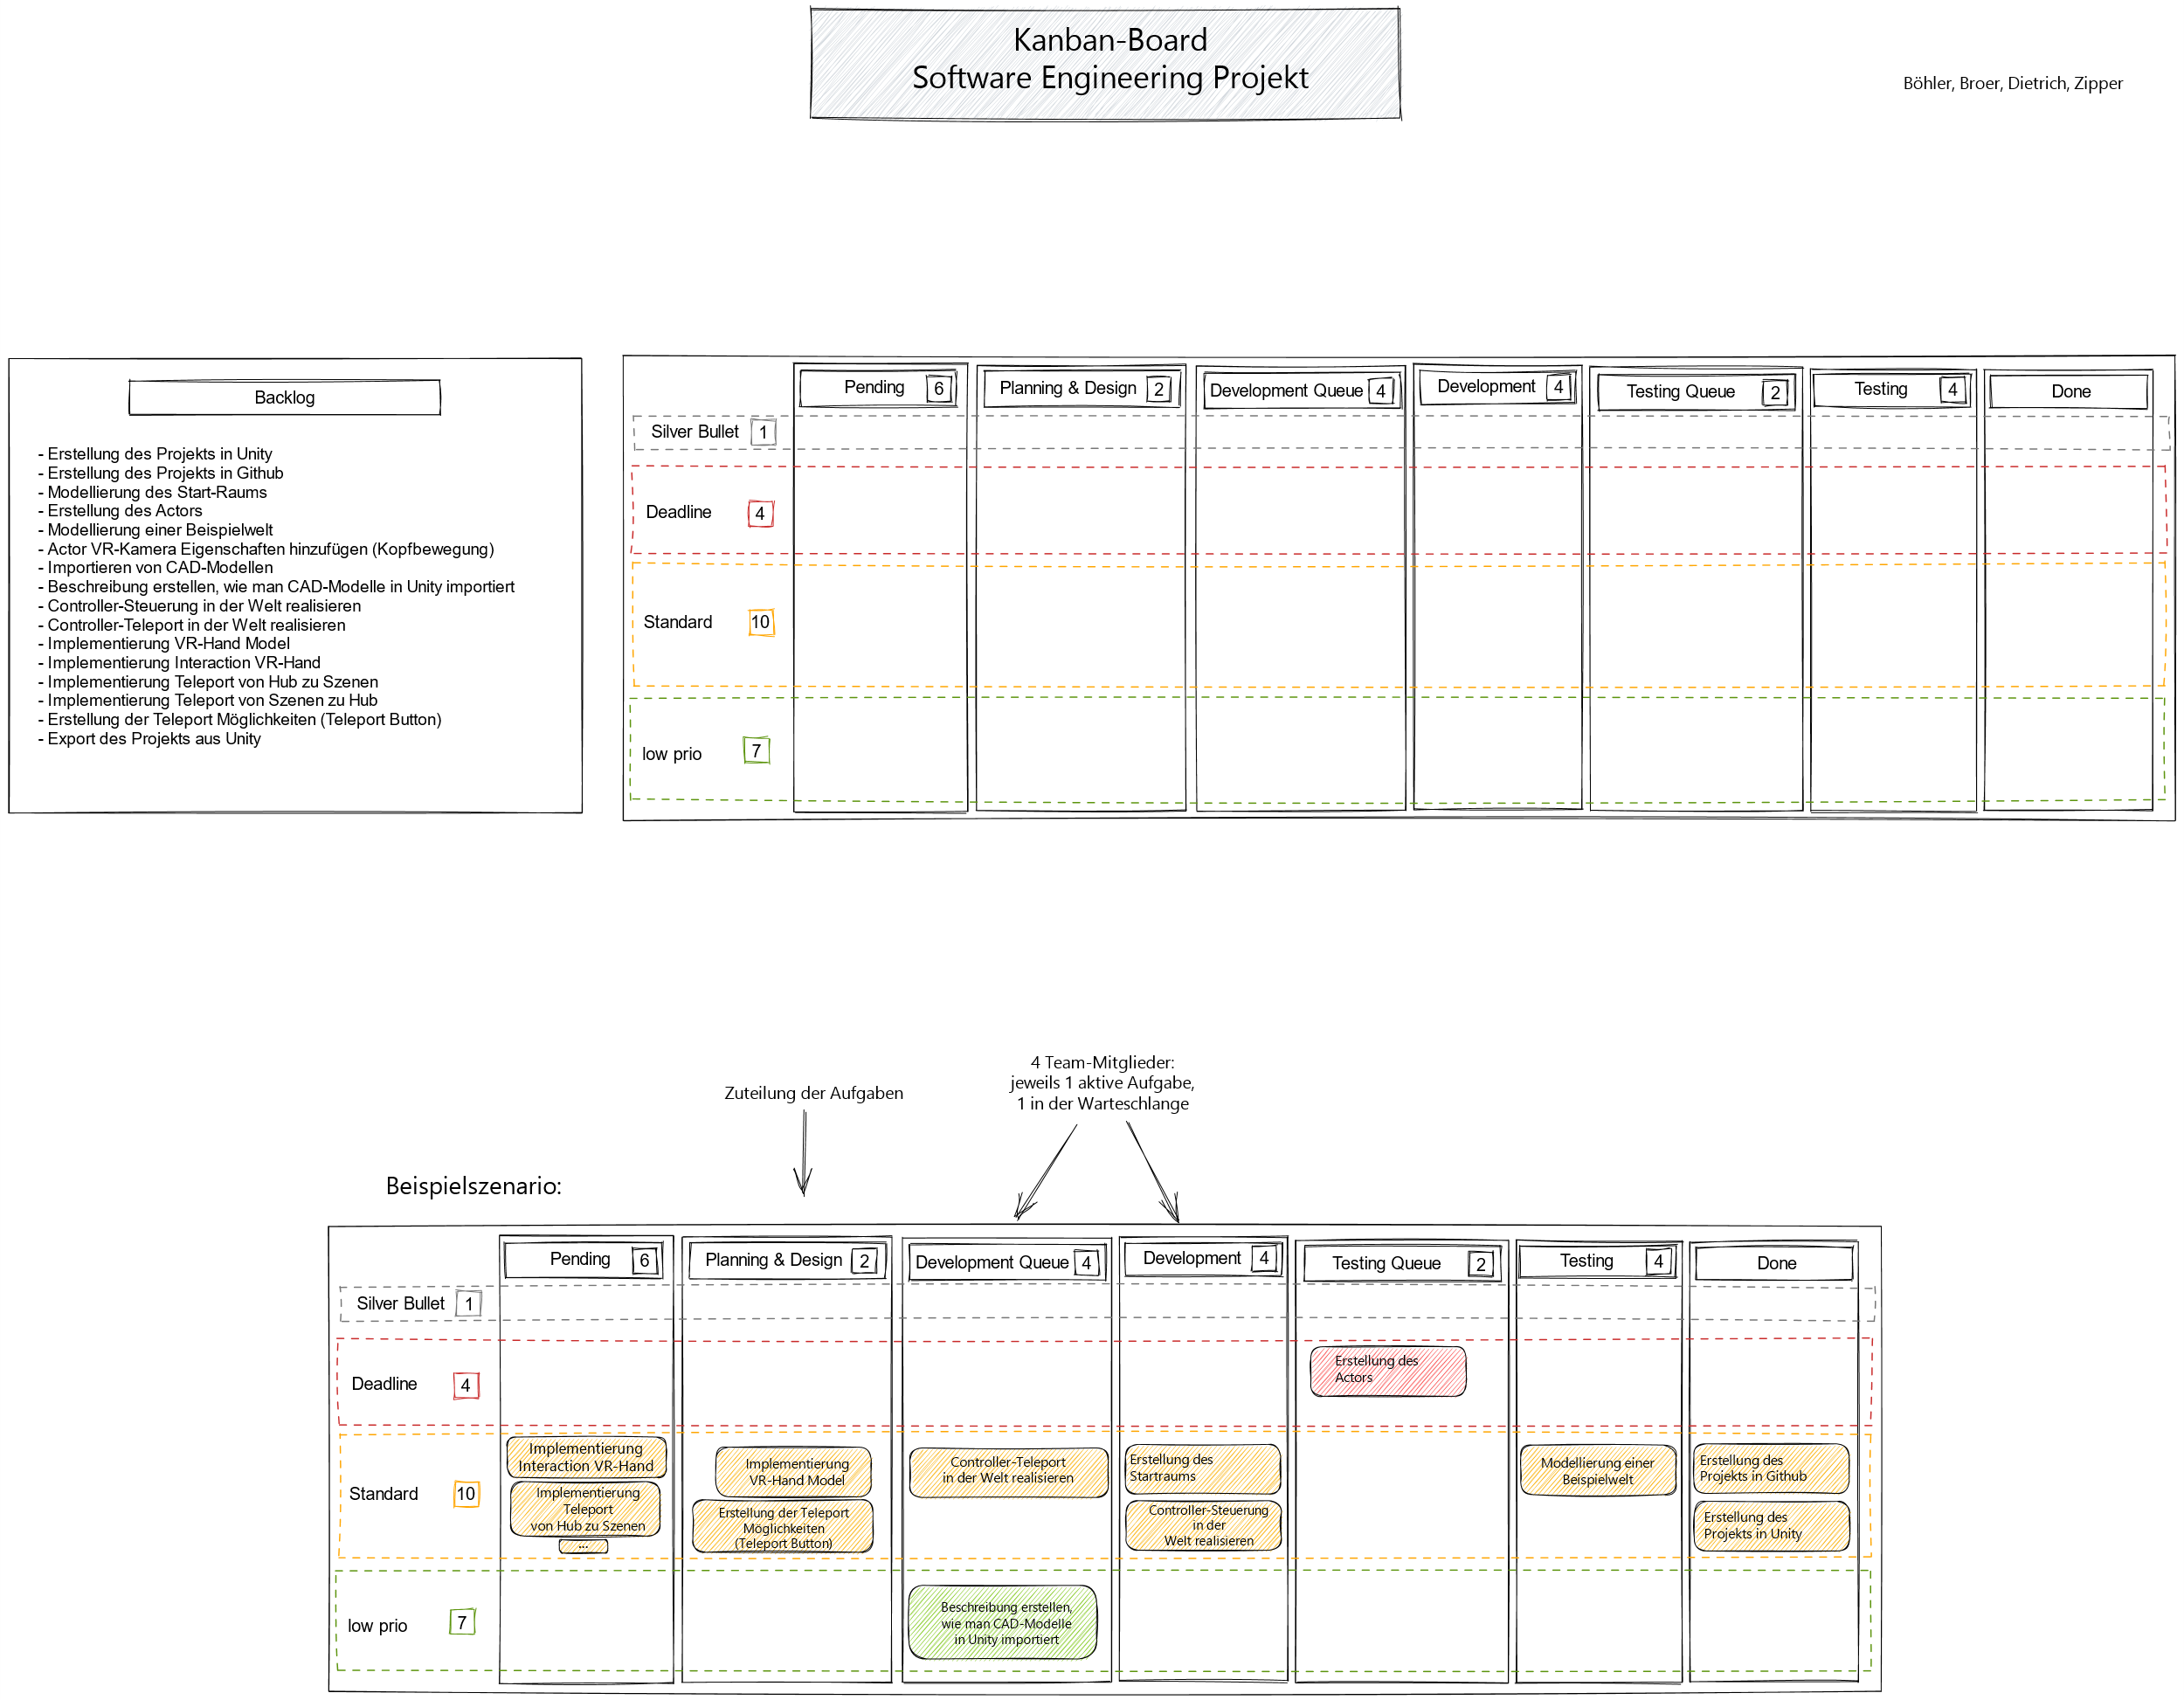 Kanban-Board
Software Engineering Projekt
Böhler, Broer, Dietrich, Zipper
Backlog
- Erstellung des Projekts in Unity
- Erstellung des Projekts in Github
- Modellierung des Start-Raums
- Erstellung des Actors
- Modellierung einer Beispielwelt
- Actor VR-Kamera Eigenschaften hinzufügen (Kopfbewegung)
- Importieren von CAD-Modellen
- Beschreibung erstellen, wie man CAD-Modelle in Unity importiert
- Controller-Steuerung in der Welt realisieren
- Controller-Teleport in der Welt realisieren
- Implementierung VR-Hand Model
- Implementierung Interaction VR-Hand
- Implementierung Teleport von Hub zu Szenen
- Implementierung Teleport von Szenen zu Hub
- Erstellung der Teleport Möglichkeiten (Teleport Button)
- Export des Projekts aus Unity
Pending 6
Planning & Design 2
Development Queue 4
Development 4
Testing Queue 2
Testing 4
Done
Silver Bullet 1
Deadline 4
Standard 10
low prio 7
Zuteilung der Aufgaben
4 Team-Mitglieder:
jeweils 1 aktive Aufgabe,
1 in der Warteschlange
Beispielszenario:
Pending 6
Planning & Design 2
Development Queue 4
Development 4
Testing Queue 2
Testing 4
Done
Silver Bullet 1
Deadline 4
Erstellung des
Actors
Standard 10
Implementierung
Interaction VR-Hand
Implementierung
Teleport
von Hub zu Szenen
...
Implementierung
VR-Hand Model
Erstellung der Teleport
Möglichkeiten
(Teleport Button)
Controller-Teleport
in der Welt realisieren
Erstellung des
Startraums
Controller-Steuerung
in der
Welt realisieren
Modellierung einer
Beispielwelt
Erstellung des
Projekts in Github
Erstellung des
Projekts in Unity
low prio 7
Beschreibung erstellen,
wie man CAD-Modelle
in Unity importiert